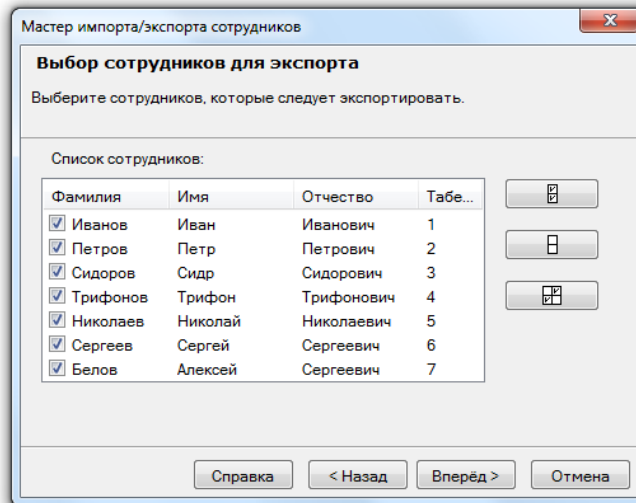 Мастер импорта/экспорта сотрудников
Выбор сотрудников для экспорта
Выберите сотрудников, которые следует экспортировать.
Список сотрудников:
Фамилия Имя Отчество Табе...
Иванов Иван Иванович 1
Петров Петр Петрович 2
Сидоров Сидр Сидорович 3
Трифонов Трифон Трифонович 4
Николаев Николай Николаевич 5
Сергеев Сергей Сергеевич 6
Белов Алексей Сергеевич 7
Справка < Назад Вперёд > Отмена